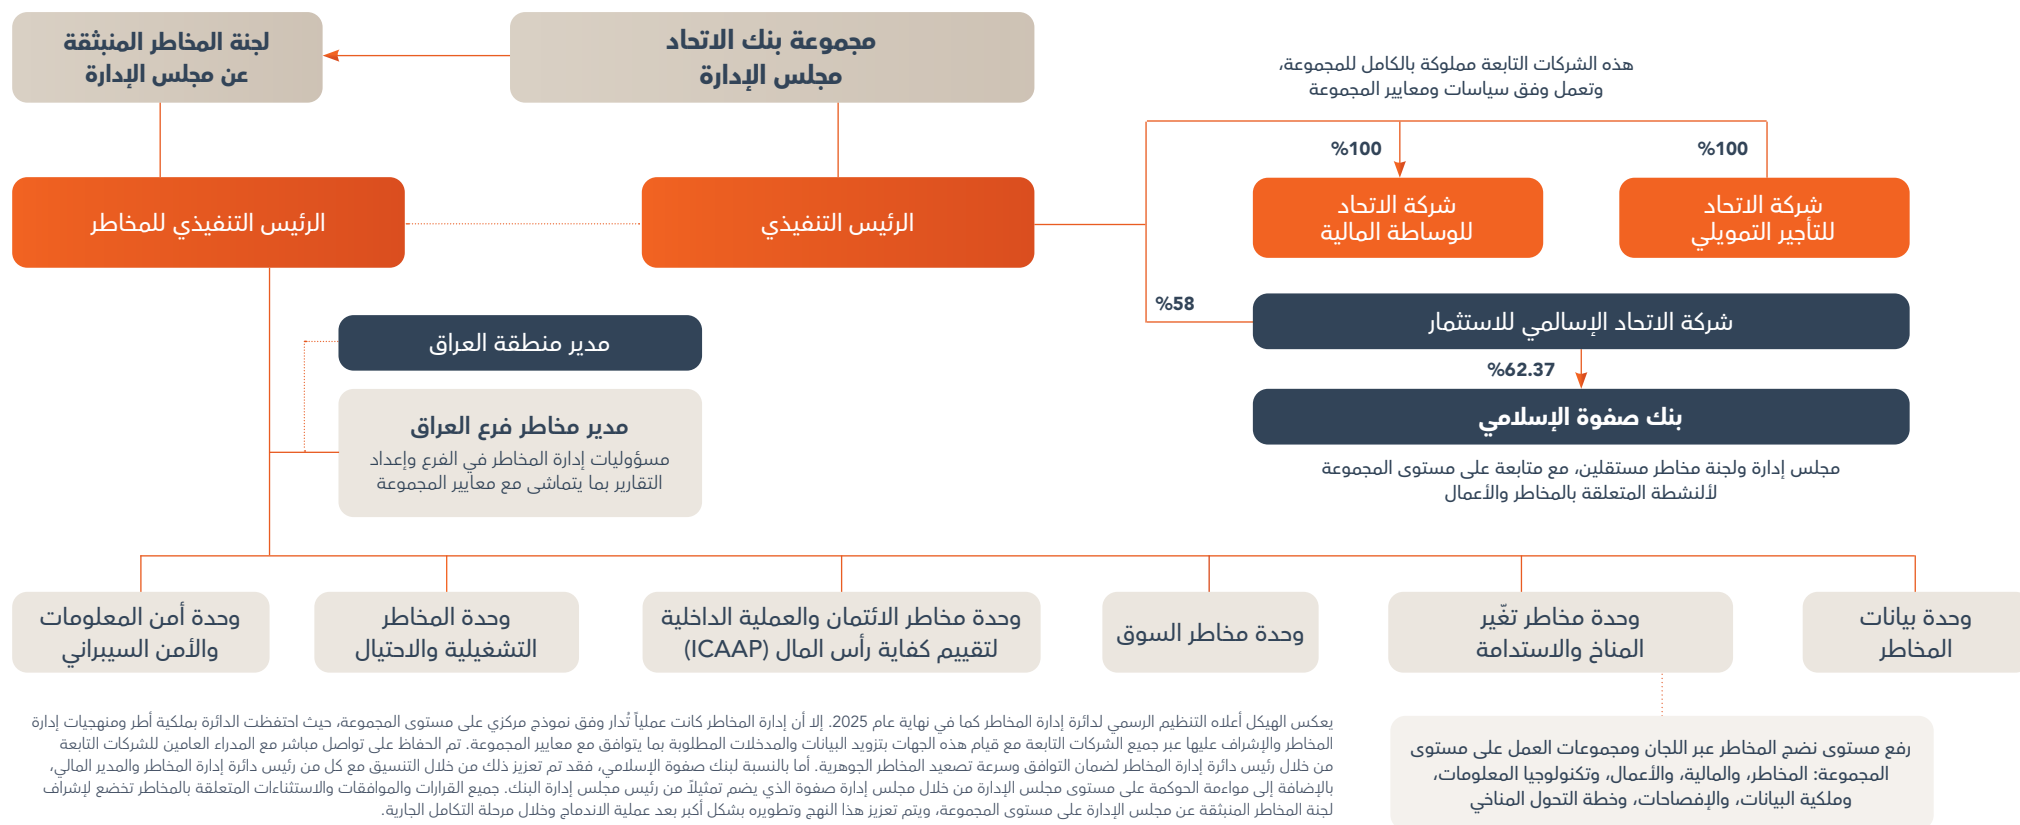 مجموعة بنك الاتحاد
مجلس الإدارة
لجنة المخاطر المنبثقة
عن مجلس الإدارة
هذه الشركات التابعة مملوكة بالكامل للمجموعة،
وتعمل وفق سياسات ومعايير المجموعة
%100
%100
شركة الاتحاد
للتأجير التمويلي
شركة الاتحاد
للوساطة المالية
الرئيس التنفيذي
الرئيس التنفيذي للمخاطر
%58
شركة الاتحاد الإسالمي للاستثمار
%62.37
بنك صفوة الإسلامي
مجلس إدارة ولجنة مخاطر مستقلين، مع متابعة على مستوى المجموعة
لألنشطة المتعلقة بالمخاطر والأعمال
مدير منطقة العراق
مدير مخاطر فرع العراق
مسؤوليات إدارة المخاطر في الفرع وإعداد
التقارير بما يتماشى مع معايير المجموعة
وحدة بيانات
المخاطر
وحدة مخاطر تغّير
المناخ والاستدامة
وحدة مخاطر السوق
وحدة مخاطر الائتمان والعملية الداخلية
لتقييم كفاية رأس المال (ICAAP)
وحدة المخاطر
التشغيلية والاحتيال
وحدة أمن المعلومات
والأمن السيبراني
رفع مستوى نضج المخاطر عبر اللجان ومجموعات العمل على مستوى
المجموعة: المخاطر، والمالية، والأعمال، وتكنولوجيا المعلومات،
وملكية البيانات، والإفصاحات، وخطة التحول المناخي
يعكس الهيكل أعلاه التنظيم الرسمي لدائرة إدارة المخاطر كما في نهاية عام 2025. إلا أن إدارة المخاطر كانت عملياً تُدار وفق نموذج مركزي على مستوى المجموعة، حيث احتفظت الدائرة بملكية أطر ومنهجيات إدارة
المخاطر والإشراف عليها عبر جميع الشركات التابعة مع قيام هذه الجهات بتزويد البيانات والمدخلات المطلوبة بما يتوافق مع معايير المجموعة. تم الحفاظ على تواصل مباشر مع المدراء العامين للشركات التابعة
من خلال رئيس دائرة إدارة المخاطر لضمان التوافق وسرعة تصعيد المخاطر الجوهرية. أما بالنسبة لبنك صفوة الإسلامي، فقد تم تعزيز ذلك من خلال التنسيق مع كل من رئيس دائرة إدارة المخاطر والمدير المالي،
بالإضافة إلى مواءمة الحوكمة على مستوى مجلس الإدارة من خلال مجلس إدارة صفوة الذي يضم تمثيلاً من رئيس مجلس إدارة البنك. جميع القرارات والموافقات والاستثناءات المتعلقة بالمخاطر تخضع لإشراف
لجنة المخاطر المنبثقة عن مجلس الإدارة على مستوى المجموعة، ويتم تعزيز هذا النهج وتطويره بشكل أكبر بعد عملية الاندماج وخلال مرحلة التكامل الجارية.